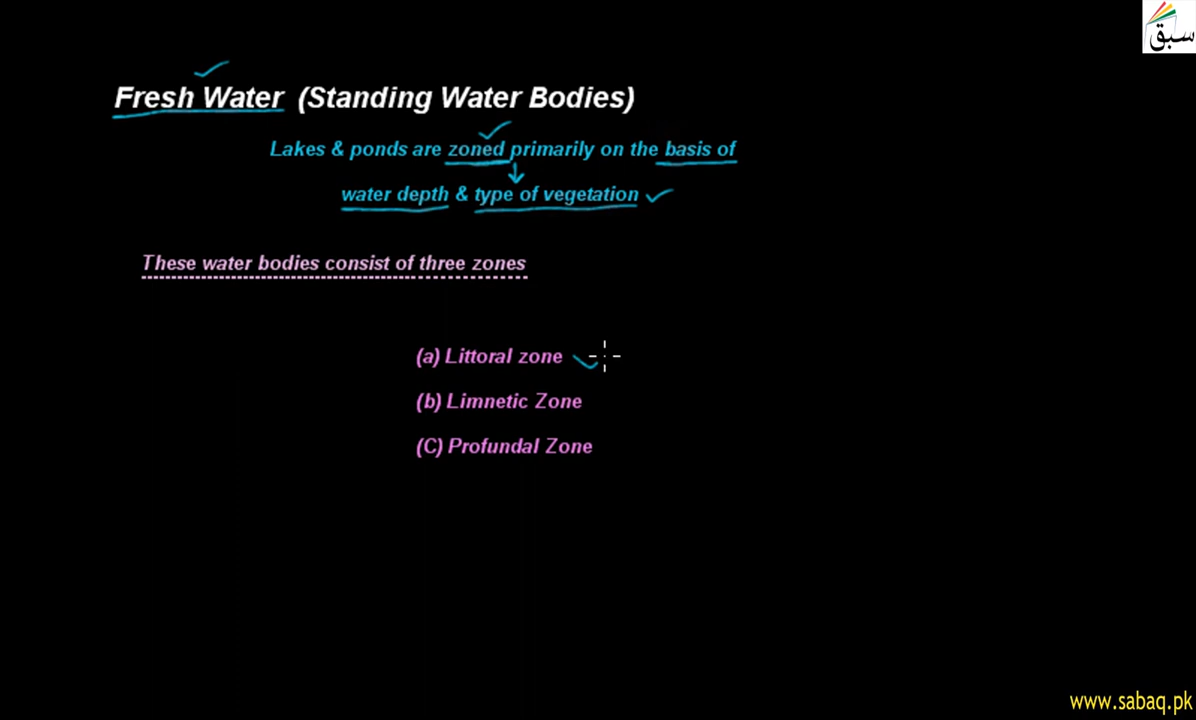 سبق
Fresh Water (Standing Water Bodies)
Lakes & ponds are zoned primarily on the basis of
water depth & type of vegetation
These water bodies consist of three zones
(a) Littoral zone
(b) Limnetic Zone
(C) Profundal Zone
www.sabaq.pk